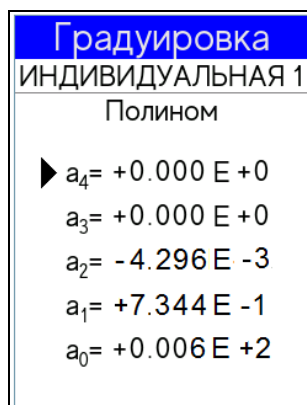 Градуировка
ИНДИВИДУАЛЬНАЯ 1
Полином
a₄= +0.000 E +0
a₃= +0.000 E +0
a₂= -4.296 E -3
a₁= +7.344 E -1
a₀= +0.006 E +2